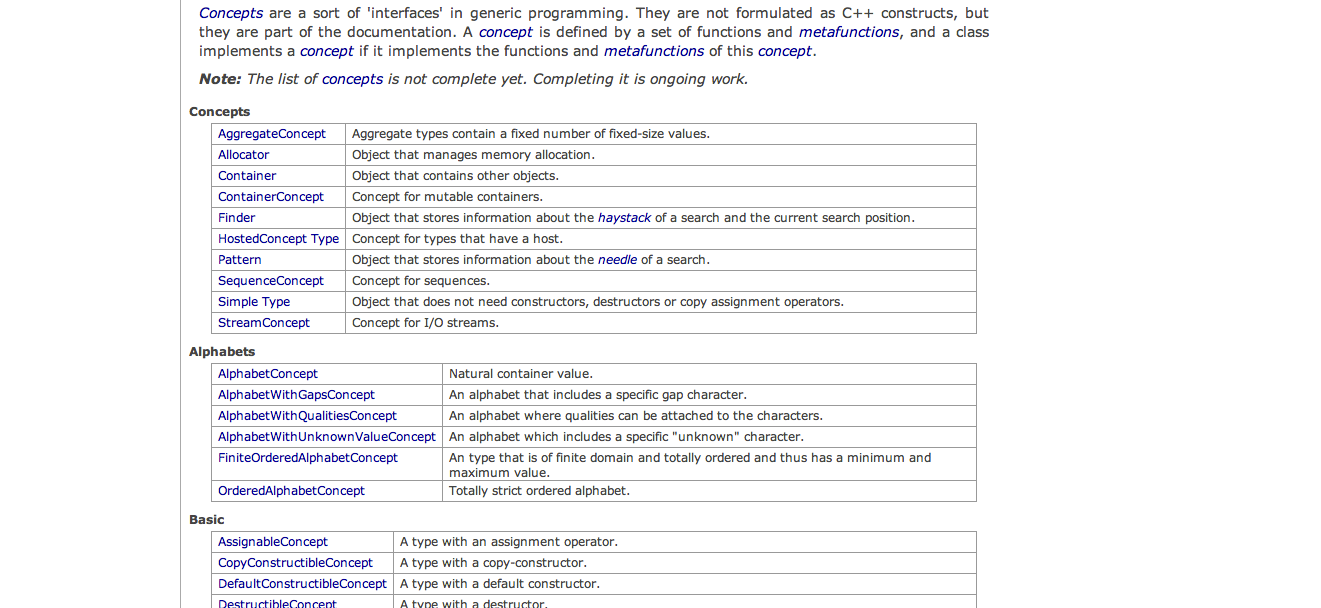 Concepts are a sort of 'interfaces' in generic programming. They are not formulated as C++ constructs, but
they are part of the documentation. A concept is defined by a set of functions and metafunctions, and a class
implements a concept if it implements the functions and metafunctions of this concept.
Note: The list of concepts is not complete yet. Completing it is ongoing work.
Concepts
AggregateConcept Aggregate types contain a fixed number of fixed-size values.
Allocator Object that manages memory allocation.
Container Object that contains other objects.
ContainerConcept Concept for mutable containers.
Finder Object that stores information about the haystack of a search and the current search position.
HostedConcept Type Concept for types that have a host.
Pattern Object that stores information about the needle of a search.
SequenceConcept Concept for sequences.
Simple Type Object that does not need constructors, destructors or copy assignment operators.
StreamConcept Concept for I/O streams.
Alphabets
AlphabetConcept Natural container value.
AlphabetWithGapsConcept An alphabet that includes a specific gap character.
AlphabetWithQualitiesConcept An alphabet where qualities can be attached to the characters.
AlphabetWithUnknownValueConcept An alphabet which includes a specific "unknown" character.
FiniteOrderedAlphabetConcept An type that is of finite domain and totally ordered and thus has a minimum and
maximum value.
OrderedAlphabetConcept Totally strict ordered alphabet.
Basic
AssignableConcept A type with an assignment operator.
CopyConstructibleConcept A type with a copy-constructor.
DefaultConstructibleConcept A type with a default constructor.
DestructibleConcept A type with a destructor.